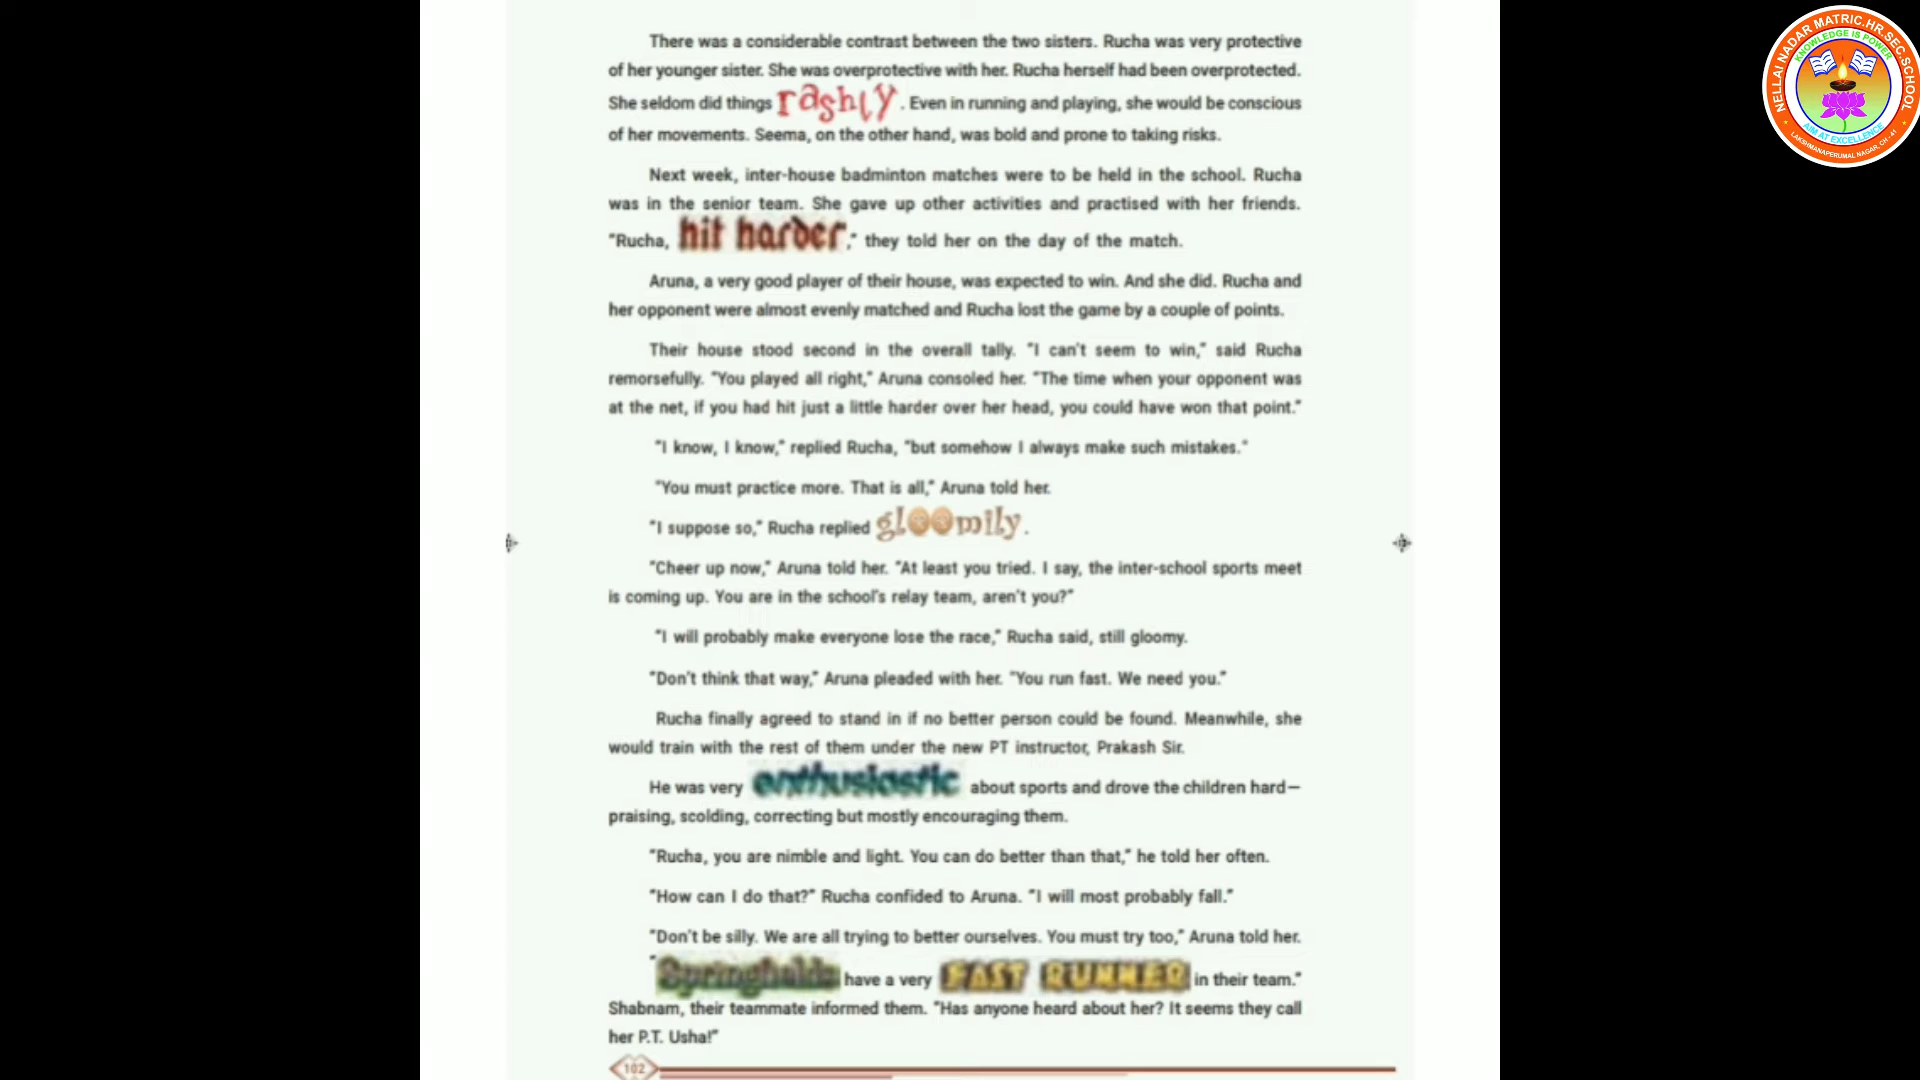 There was a considerable contrast between the two sisters. Rucha was very protective
of her younger sister. She was overprotective with her. Rucha herself had been overprotected.
She seldom did things rashly. Even in running and playing, she would be conscious
of her movements. Seema, on the other hand, was bold and prone to taking risks.
Next week, inter-house badminton matches were to be held in the school. Rucha
was in the senior team. She gave up other activities and practised with her friends.
"Rucha, hit harder," they told her on the day of the match.
Aruna, a very good player of their house, was expected to win. And she did. Rucha and
her opponent were almost evenly matched and Rucha lost the game by a couple of points.
Their house stood second in the overall tally. "I can't seem to win," said Rucha
remorsefully. "You played all right," Aruna consoled her. "The time when your opponent was
at the net, if you had hit just a little harder over her head, you could have won that point."
"I know, I know," replied Rucha, "but somehow I always make such mistakes."
"You must practice more. That is all," Aruna told her.
"I suppose so," Rucha replied gloomily.
"Cheer up now," Aruna told her. "At least you tried. I say, the inter-school sports meet
is coming up. You are in the school's relay team, aren't you?"
"I will probably make everyone lose the race," Rucha said, still gloomy.
"Don't think that way," Aruna pleaded with her. "You run fast. We need you."
Rucha finally agreed to stand in if no better person could be found. Meanwhile, she
would train with the rest of them under the new PT instructor, Prakash Sir.
He was very enthusiastic about sports and drove the children hard—
praising, scolding, correcting but mostly encouraging them.
"Rucha, you are nimble and light. You can do better than that," he told her often.
"How can I do that?" Rucha confided to Aruna. "I will most probably fall."
"Don't be silly. We are all trying to better ourselves. You must try too," Aruna told her.
"Springfields have a very FAST RUNNER in their team."
Shabnam, their teammate informed them. "Has anyone heard about her? It seems they call
her P.T. Usha!"
102
NELLAI NADAR MATRIC.HR.SEC.SCHOOL
KNOWLEDGE IS POWER
AIM AT EXCELLENCE
LAKSHMANAPERUMAL NAGAR, CH - 41